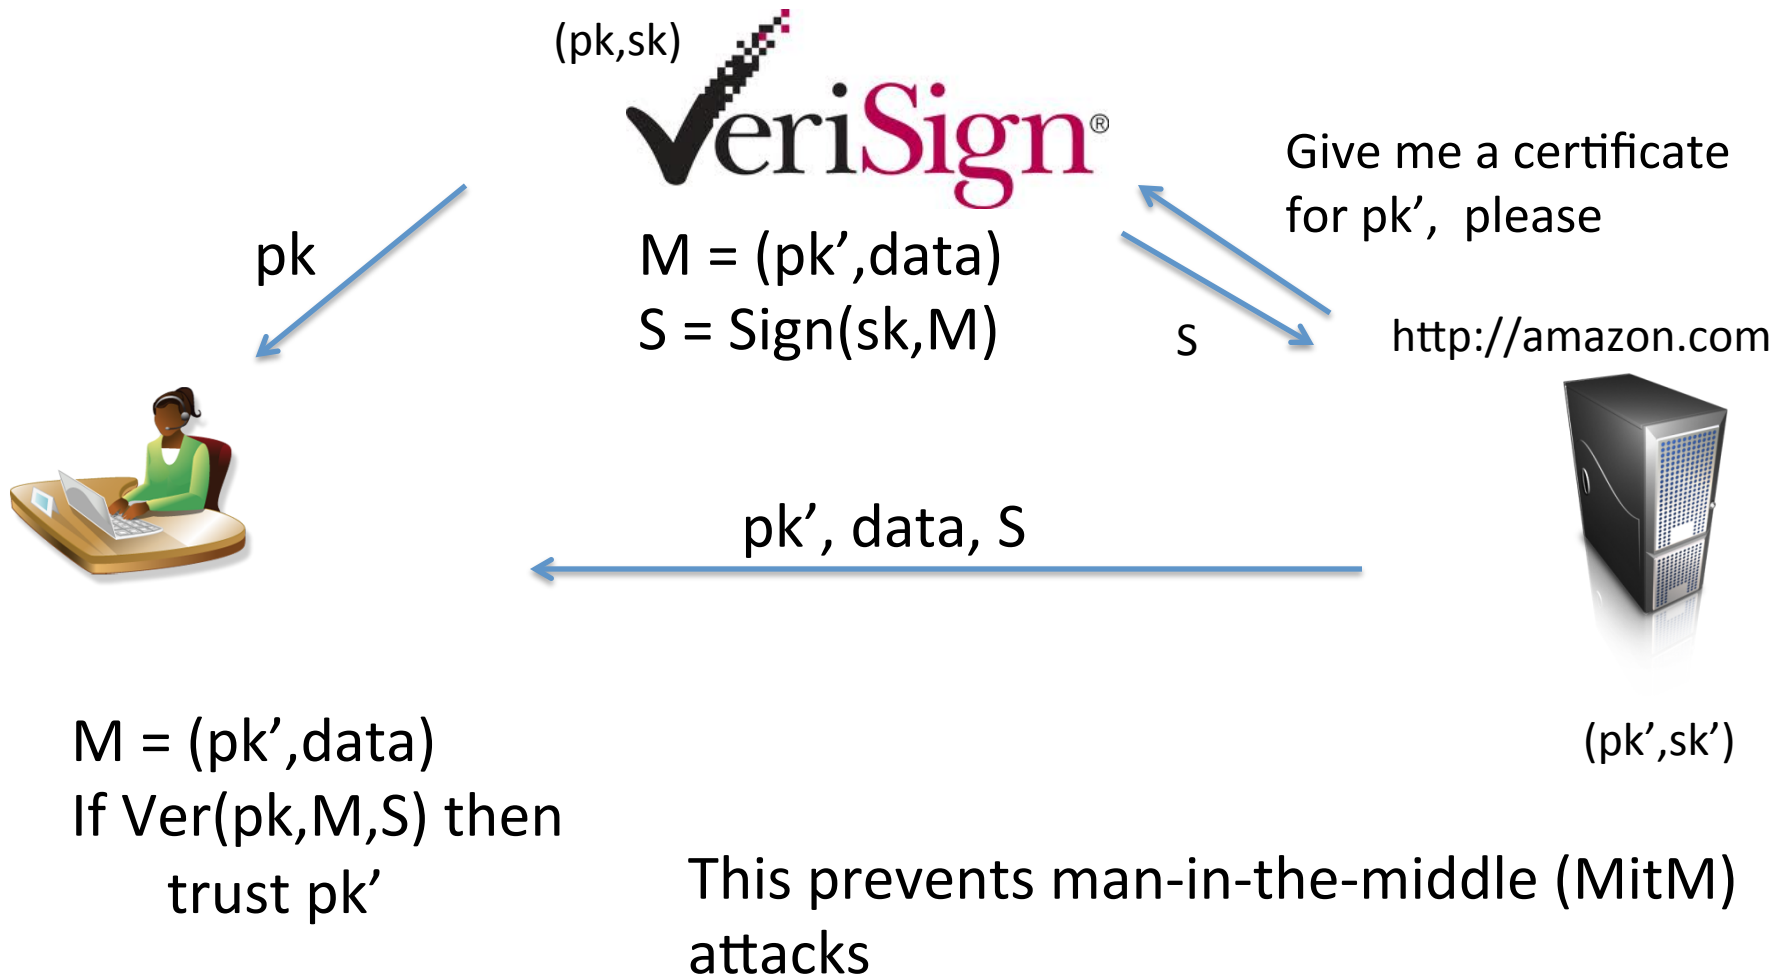 (pk,sk)
VeriSign®
Give me a certificate
for pk’, please
pk
M = (pk’,data)
S = Sign(sk,M)
S
http://amazon.com
pk’, data, S
M = (pk’,data)
If Ver(pk,M,S) then
trust pk’
(pk’,sk’)
This prevents man-in-the-middle (MitM)
attacks